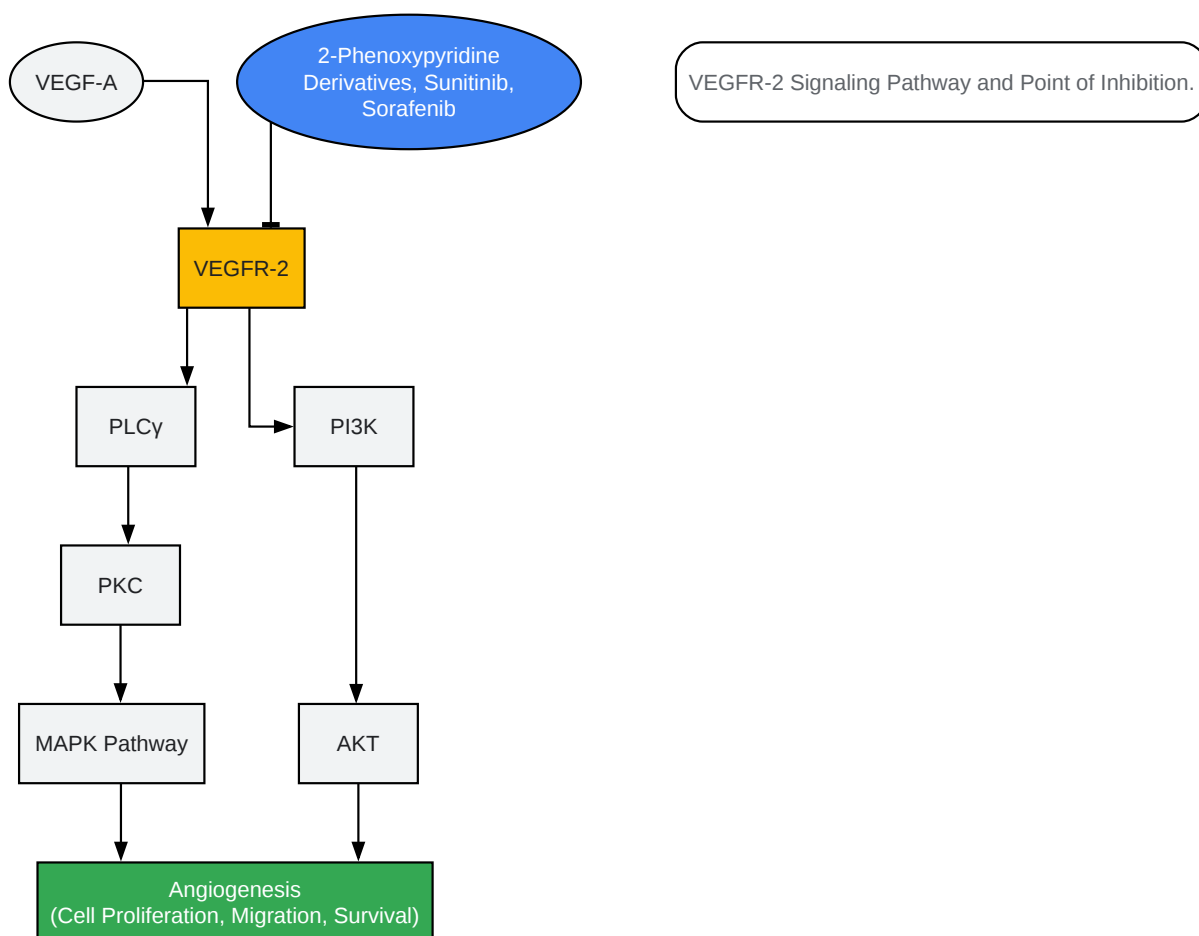 VEGF-A
2-Phenoxypyridine
Derivatives, Sunitinib,
Sorafenib
VEGFR-2 Signaling Pathway and Point of Inhibition.
VEGFR-2
PLCγ
PI3K
PKC
MAPK Pathway
AKT
Angiogenesis
(Cell Proliferation, Migration, Survival)